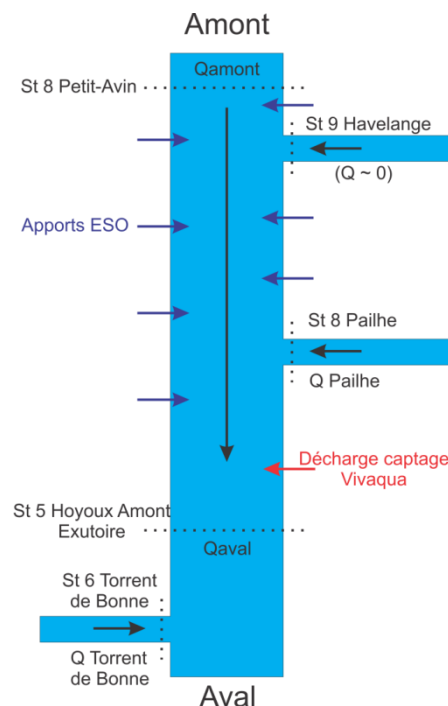 Amont
Qamont
St 8 Petit-Avin
St 9 Havelange
(Q ~ 0)
Apports ESO
St 8 Pailhe
Q Pailhe
Décharge captage
Vivaqua
St 5 Hoyoux Amont
Exutoire
Qaval
St 6 Torrent
de Bonne
Q Torrent
de Bonne
Aval